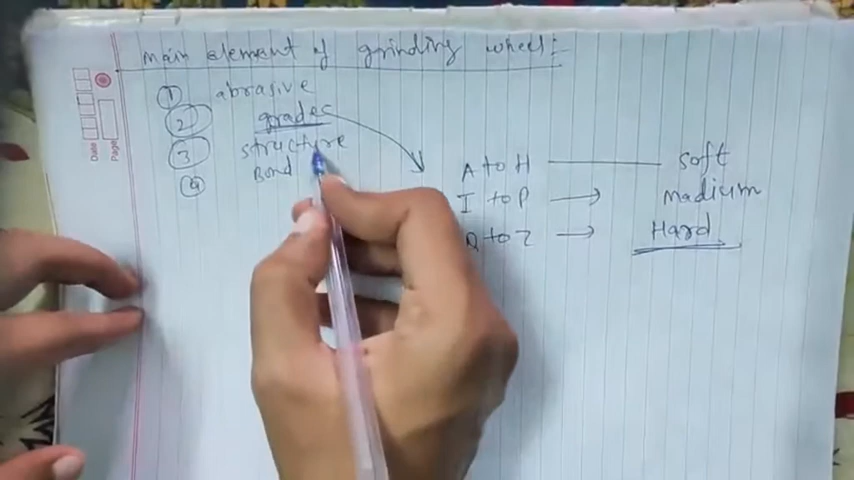 main element of grinding wheel:-
① abrasive
② grades
③ structure
④ Bond
A to H — soft
I to P → Madium
Q to Z → Hard
Date
Page